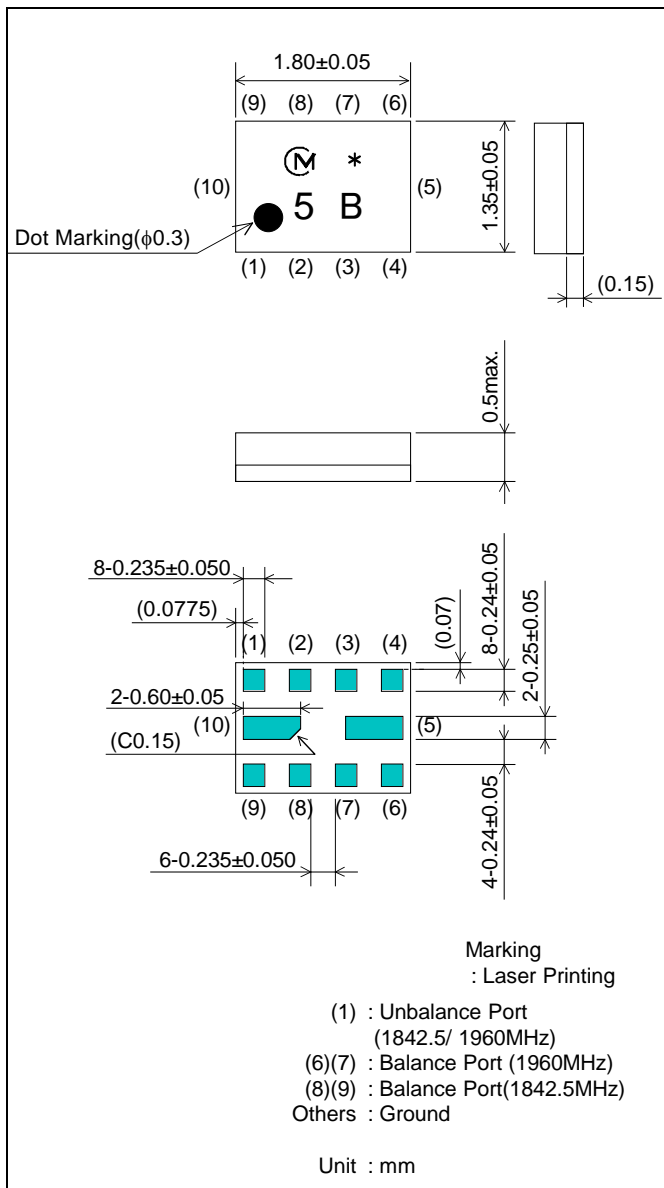 1.80±0.05
(9) (8) (7) (6)
M *
(10) (5)
5 B
1.35±0.05
Dot Marking(ϕ0.3)
(1) (2) (3) (4)
(0.15)
0.5max.
8-0.235±0.050
(0.0775)
(0.07)
8-0.24±0.05
(1) (2) (3) (4)
2-0.25±0.05
2-0.60±0.05
(10) (5)
(C0.15)
(9) (8) (7) (6)
4-0.24±0.05
6-0.235±0.050
Marking
: Laser Printing
(1) : Unbalance Port
(1842.5/ 1960MHz)
(6)(7) : Balance Port (1960MHz)
(8)(9) : Balance Port(1842.5MHz)
Others : Ground
Unit : mm